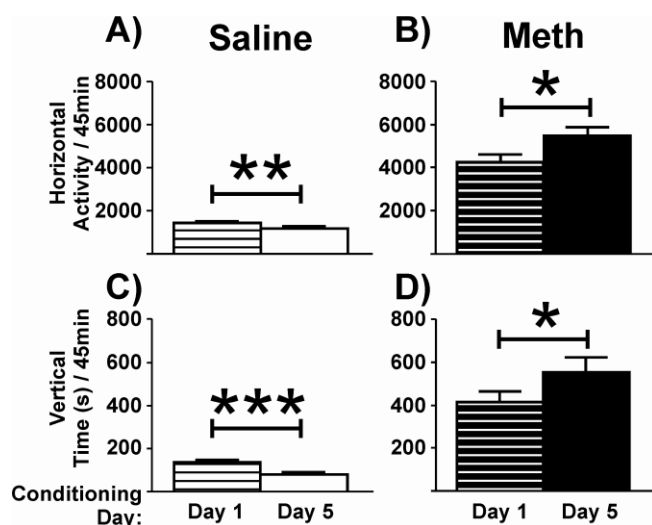 A) Saline
B) Meth
Horizontal
Activity / 45min
8000
6000
4000
2000
**
8000
6000
4000
2000
*
C)
D)
Vertical
Time (s) / 45min
800
600
400
200
***
800
600
400
200
*
Conditioning
Day:
Day 1 Day 5
Day 1 Day 5